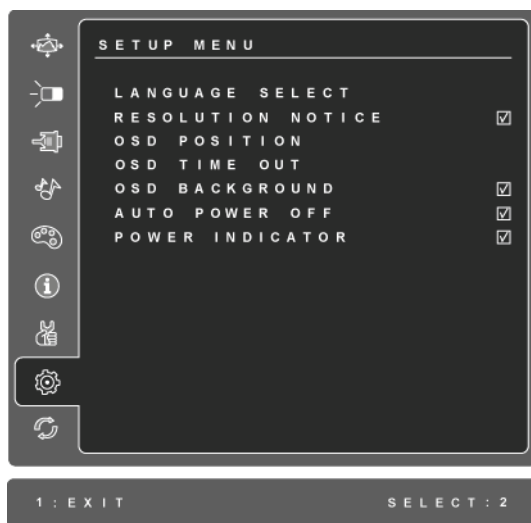 SETUP MENU
LANGUAGE SELECT
RESOLUTION NOTICE
OSD POSITION
OSD TIME OUT
OSD BACKGROUND
AUTO POWER OFF
POWER INDICATOR
1:EXIT SELECT:2